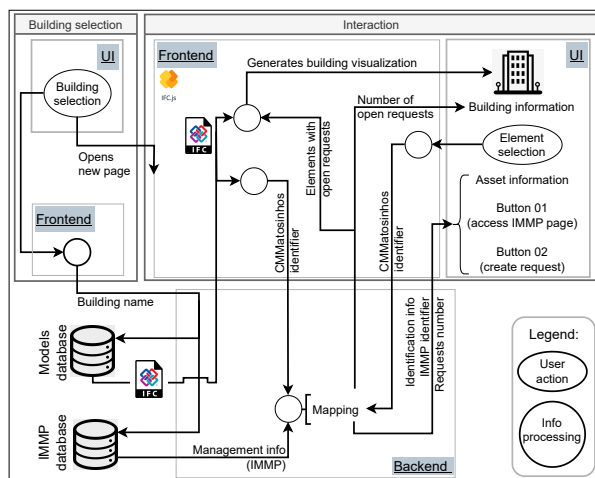 Building selection
Interaction
UI
Building
selection
Opens
new page
Frontend
Building name
Frontend
IFC.js
IFC
Generates building visualization
Number of
open requests
Elements with
open requests
CMMatosinhos
identifier
CMMatosinhos
identifier
UI
Building information
Element
selection
Asset information
Button 01
(access IMMP page)
Button 02
(create request)
Identification info
IMMP identifier
Requests number
Models
database
IFC
IMMP
database
Management info
(IMMP)
Mapping
Backend
Legend:
User
action
Info
processing